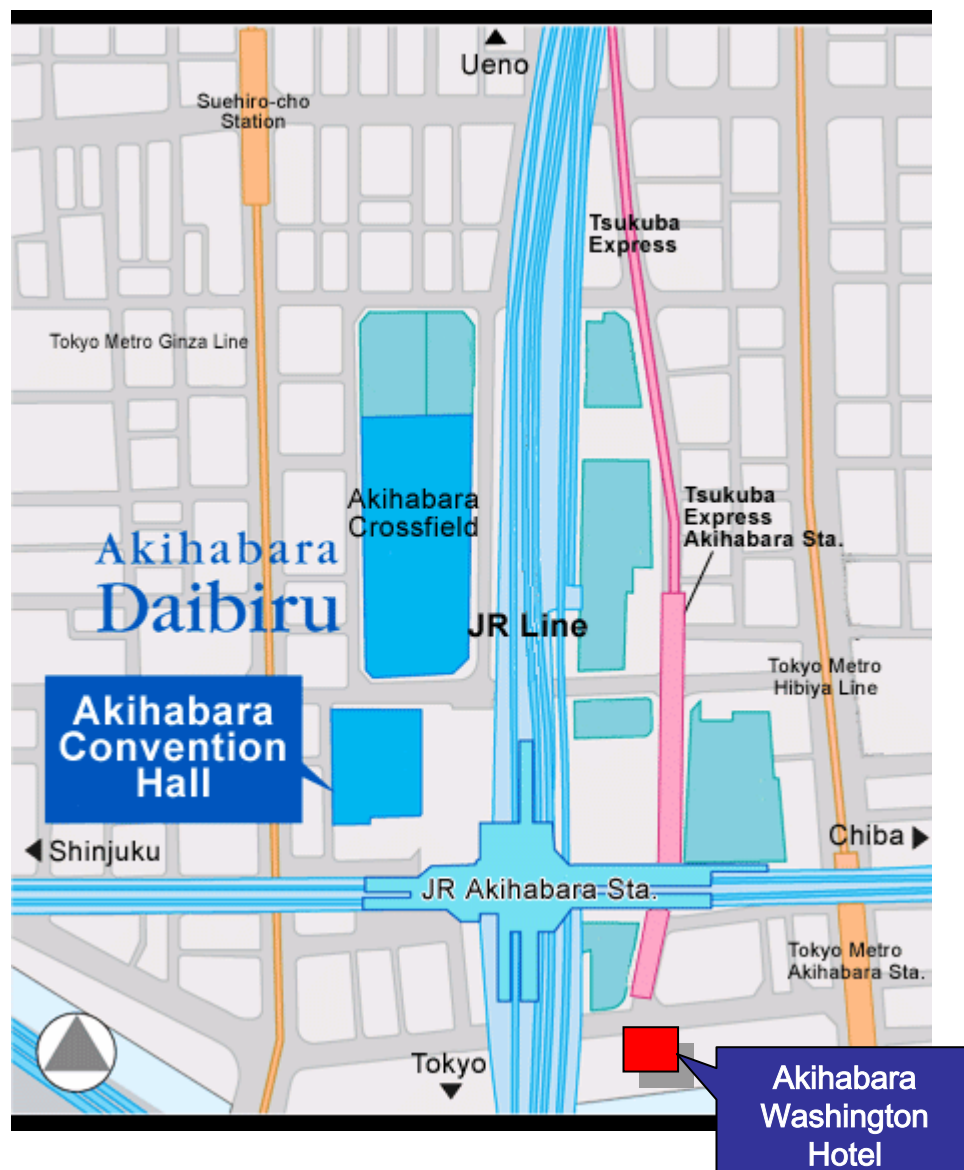 Ueno
Suehiro-cho
Station
Tsukuba
Express
Tokyo Metro Ginza Line
Akihabara
Crossfield
Tsukuba
Express
Akihabara Sta.
Akihabara
Daibiru
JR Line
Tokyo Metro
Hibiya Line
Akihabara
Convention
Hall
Chiba
Shinjuku
JR Akihabara Sta.
Tokyo Metro
Akihabara Sta.
Tokyo
Akihabara
Washington
Hotel